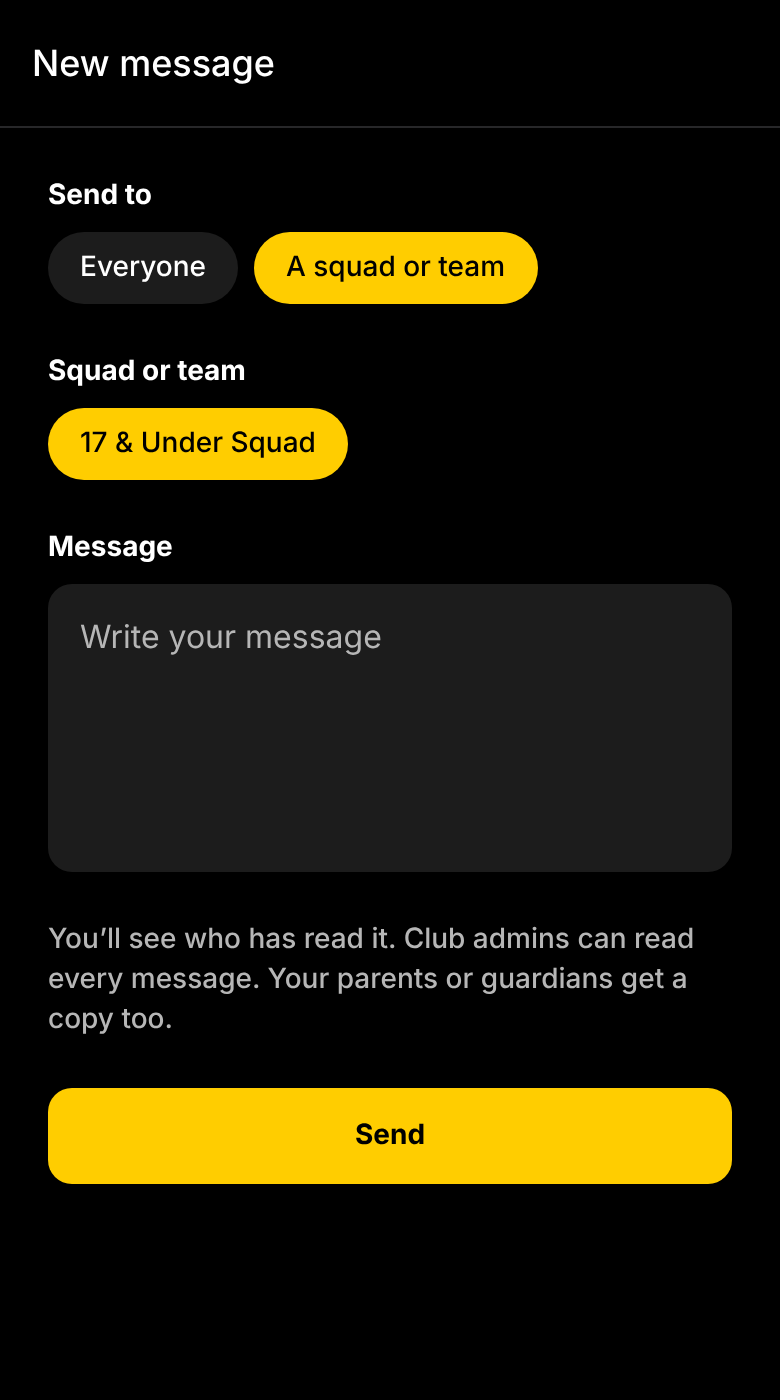 New message
Send to
Everyone
A squad or team
Squad or team
17 & Under Squad
Message
Write your message
You’ll see who has read it. Club admins can read
every message. Your parents or guardians get a
copy too.
Send